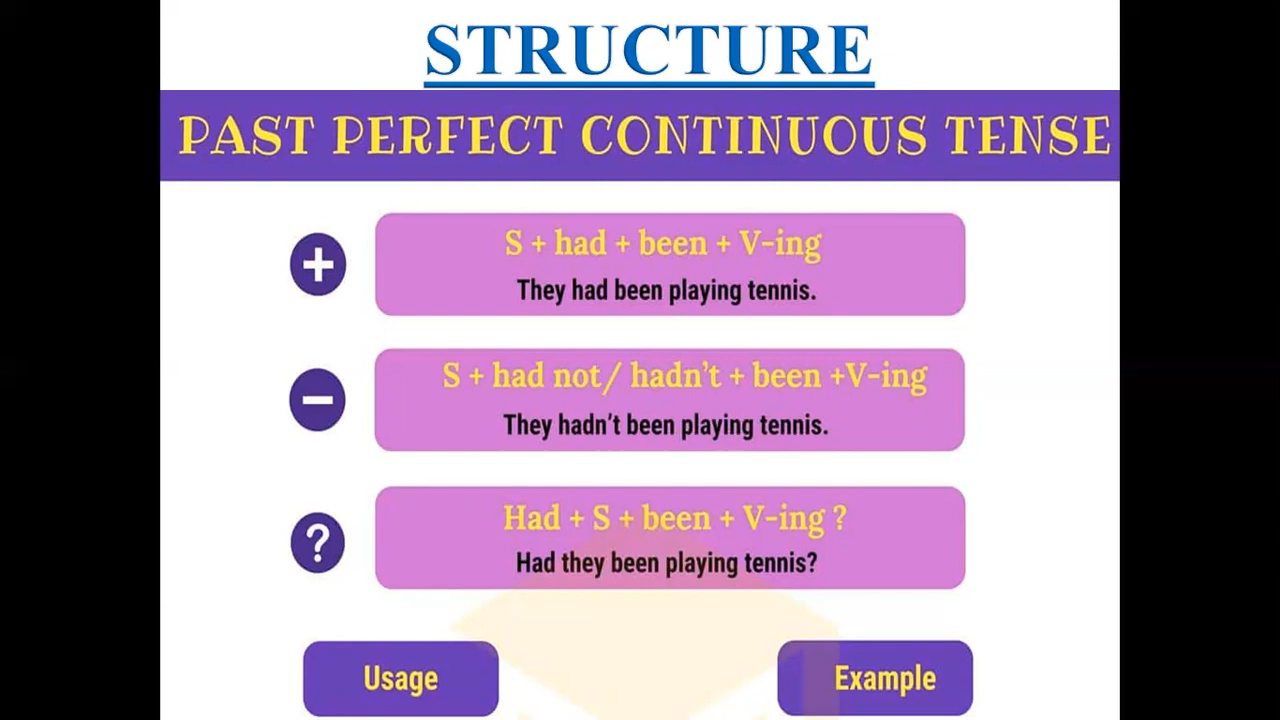 STRUCTURE
PAST PERFECT CONTINUOUS TENSE
+
S + had + been + V-ing
They had been playing tennis.
−
S + had not/ hadn’t + been +V-ing
They hadn’t been playing tennis.
?
Had + S + been + V-ing ?
Had they been playing tennis?
Usage
Example